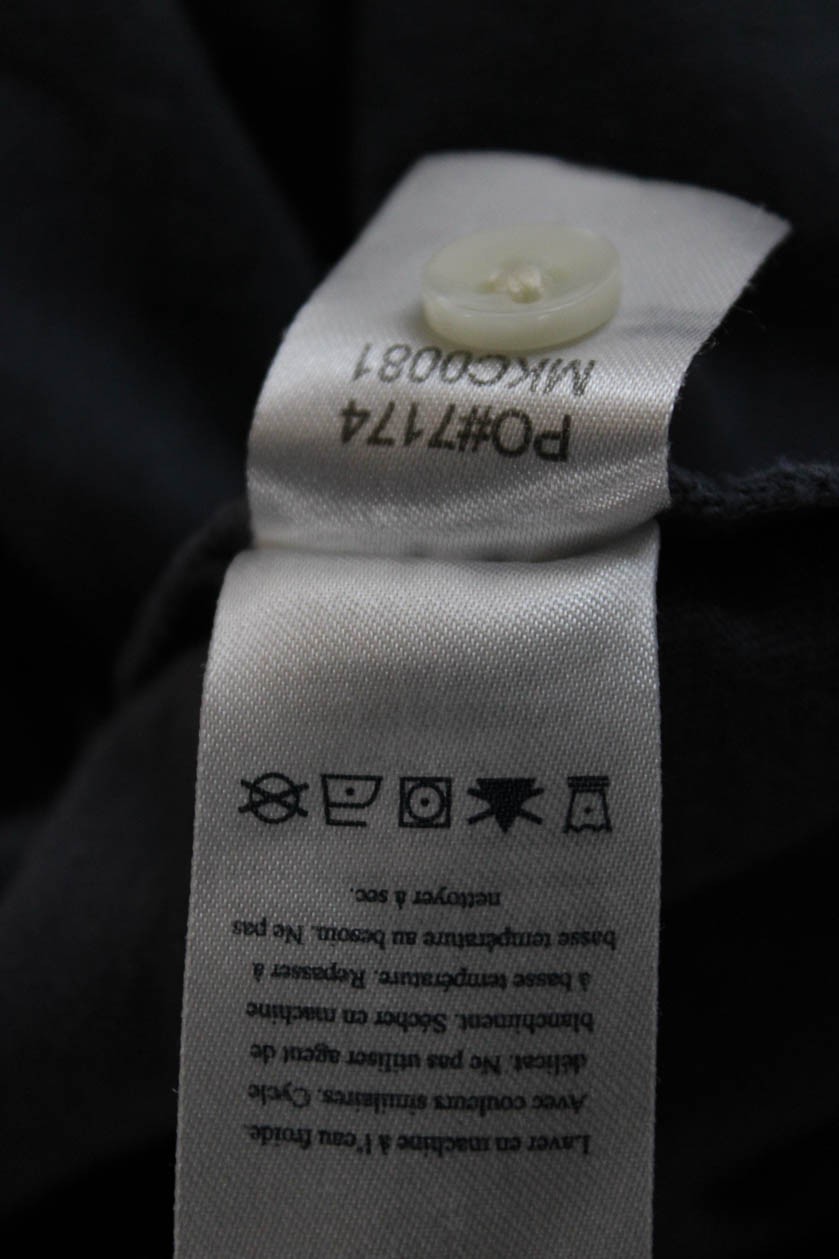 Laver en machine à l'eau froide.
Avec couleurs similaires. Cycle
délicat. Ne pas utiliser agent de
blanchiment. Sécher en machine
à basse température. Repasser à
basse température au besoin. Ne pas
nettoyer à sec.
PO#7174
MKC0081